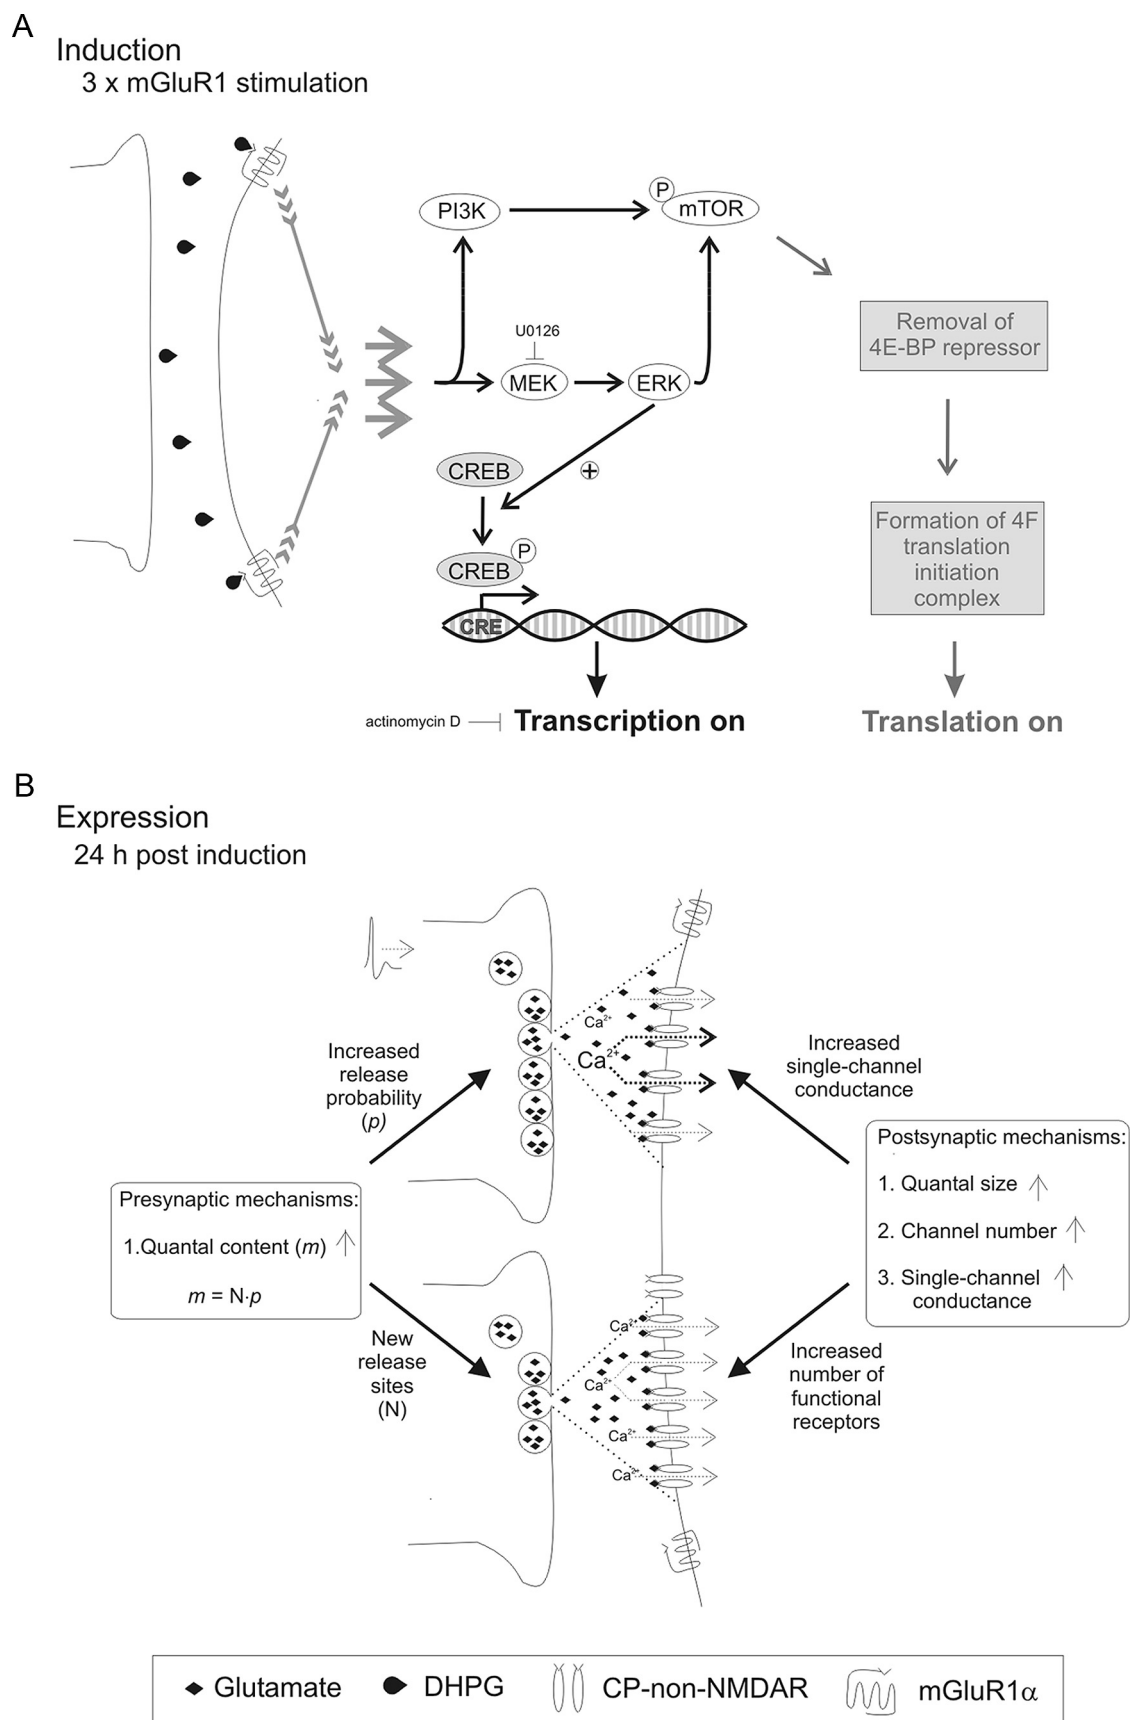 A
Induction
3 x mGluR1 stimulation
PI3K
P
mTOR
U0126
MEK
ERK
Removal of
4E-BP repressor
CREB
+
CREB
P
CRE
Formation of 4F
translation
initiation
complex
actinomycin D
Transcription on
Translation on
B
Expression
24 h post induction
Increased
release
probability
(p)
Ca2+
Ca2+
Increased
single-channel
conductance
Presynaptic mechanisms:
1.Quantal content (m)
m = N·p
Postsynaptic mechanisms:
1. Quantal size
2. Channel number
3. Single-channel
conductance
New
release
sites
(N)
Ca2+
Ca2+
Ca2+
Ca2+
Increased
number of
functional
receptors
Glutamate
DHPG
CP-non-NMDAR
mGluR1α